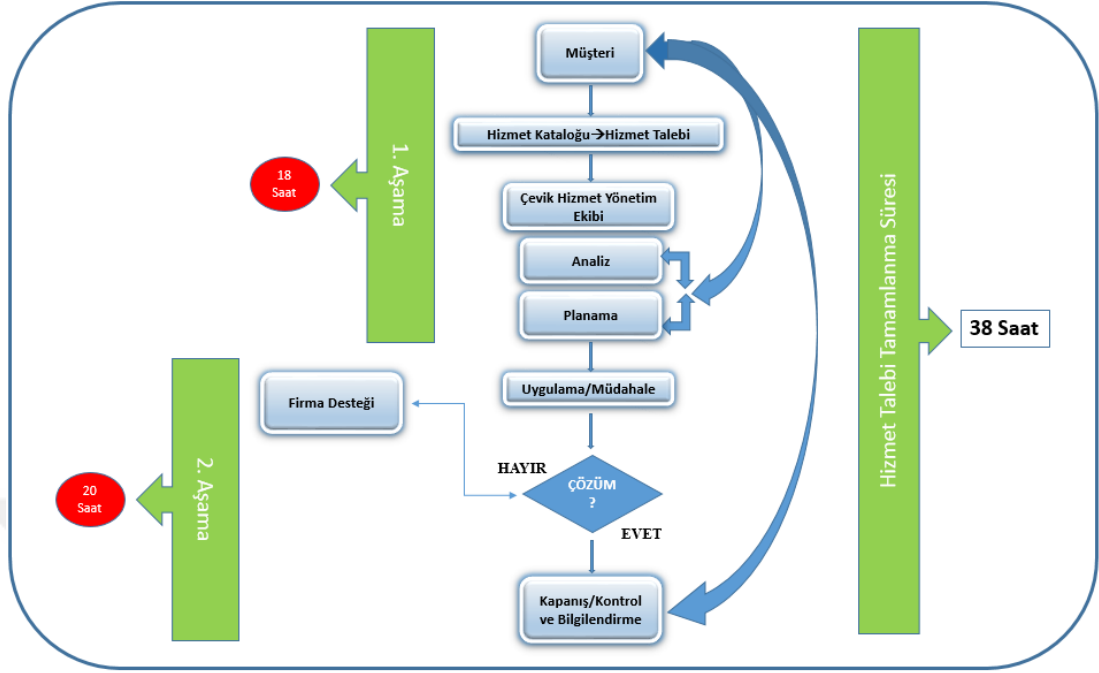 Müşteri
Hizmet Kataloğu→Hizmet Talebi
1. Aşama
18
Saat
Çevik Hizmet Yönetim
Ekibi
Analiz
Planama
Hizmet Talebi Tamamlanma Süresi
38 Saat
Uygulama/Müdahale
Firma Desteği
HAYIR
ÇÖZÜM
?
EVET
2. Aşama
20
Saat
Kapanış/Kontrol
ve Bilgilendirme